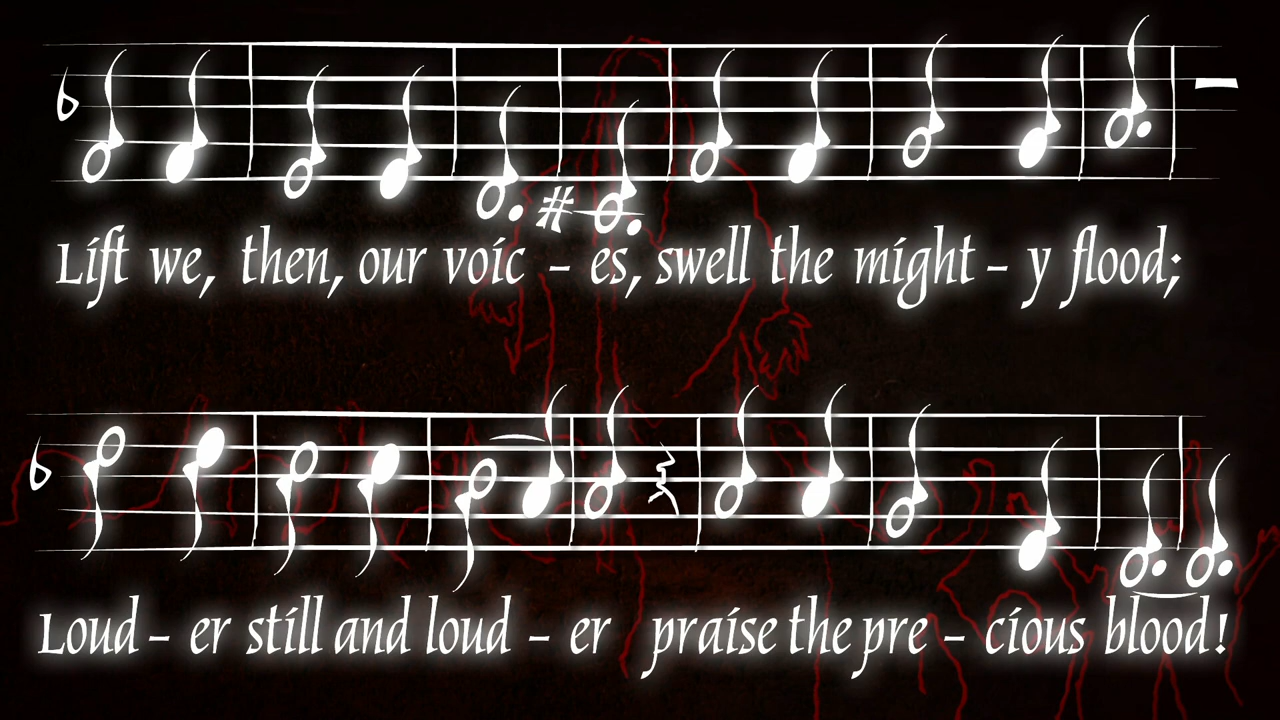 Lift we, then, our voic – es, swell the might – y flood;
Loud – er still and loud – er praise the pre – cious blood!